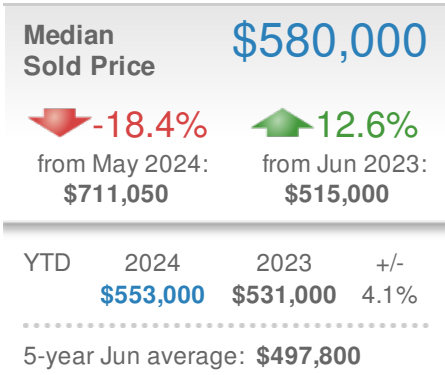 Median $580,000
Sold Price
-18.4% 12.6%
from May 2024: from Jun 2023:
$711,050 $515,000
YTD 2024 2023 +/-
$553,000 $531,000 4.1%
5-year Jun average: $497,800